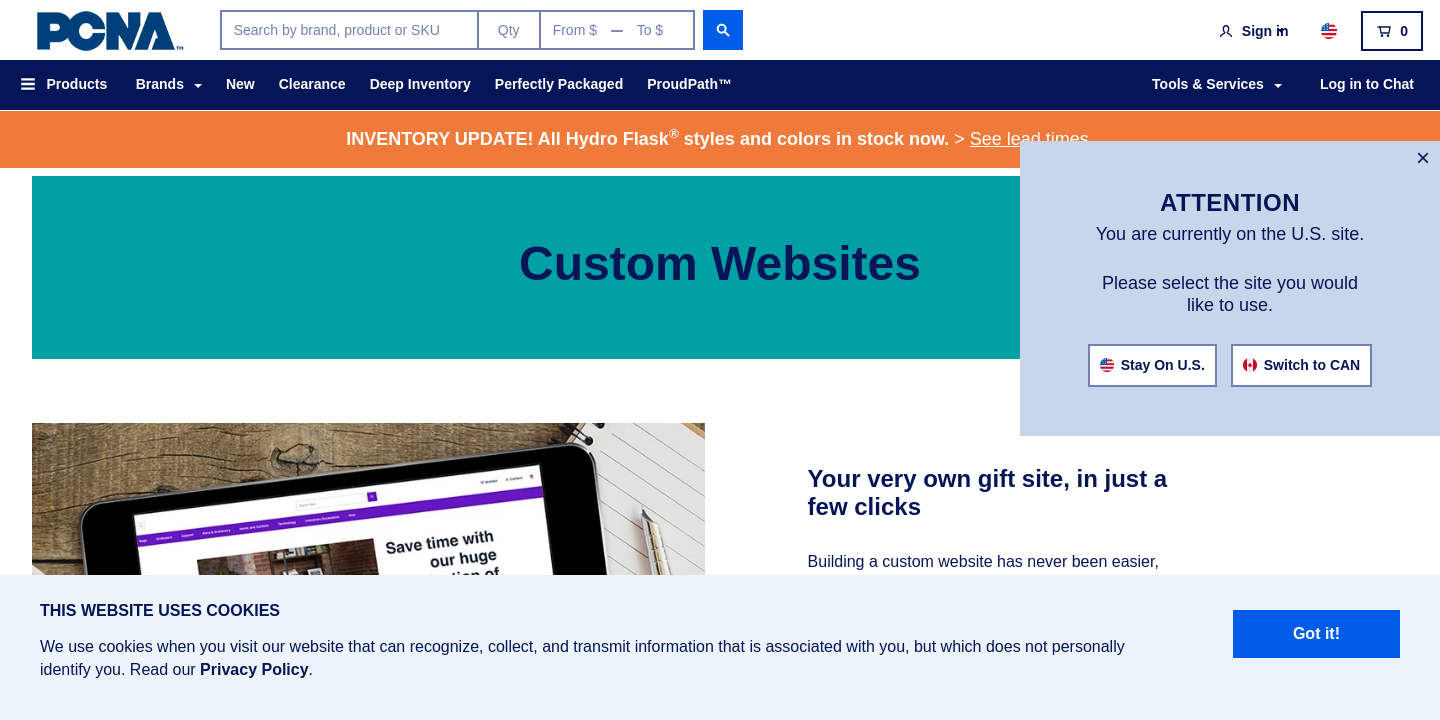 PCNA™
Search by brand, product or SKU
Qty
From $ — To $
Sign in
0
Products
Brands
New
Clearance
Deep Inventory
Perfectly Packaged
ProudPath™
Tools & Services
Log in to Chat
INVENTORY UPDATE! All Hydro Flask® styles and colors in stock now. > See lead times
Custom Websites
×
ATTENTION
You are currently on the U.S. site.
Please select the site you would
like to use.
Stay On U.S.
Switch to CAN
Save time with
our huge
Your very own gift site, in just a
few clicks
Building a custom website has never been easier,
THIS WEBSITE USES COOKIES
We use cookies when you visit our website that can recognize, collect, and transmit information that is associated with you, but which does not personally
identify you. Read our Privacy Policy.
Got it!